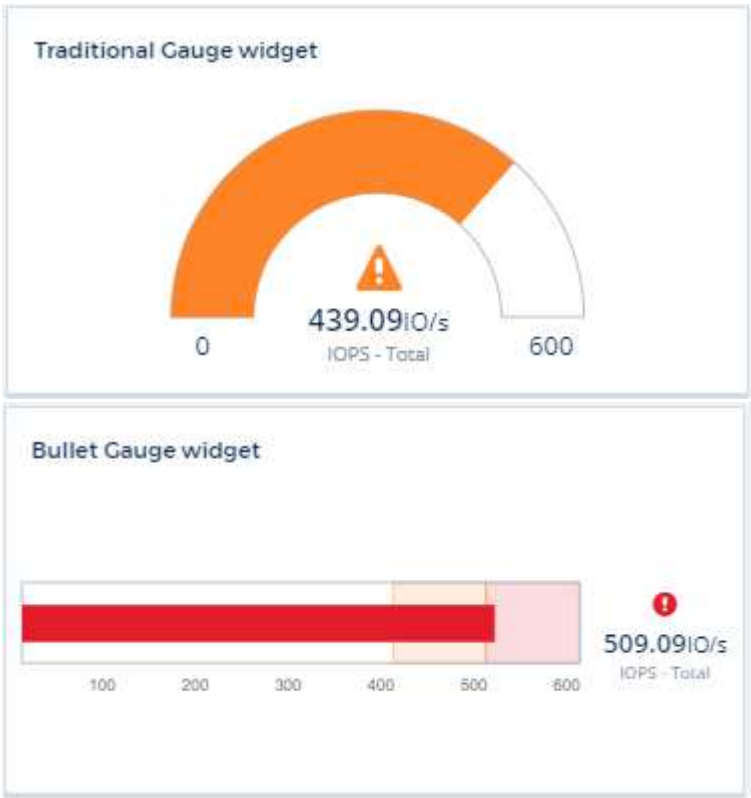 Traditional Gauge widget
439.09IO/s
0
IOPS - Total
600
Bullet Gauge widget
509.09IO/s
IOPS - Total
100 200 300 400 500 600